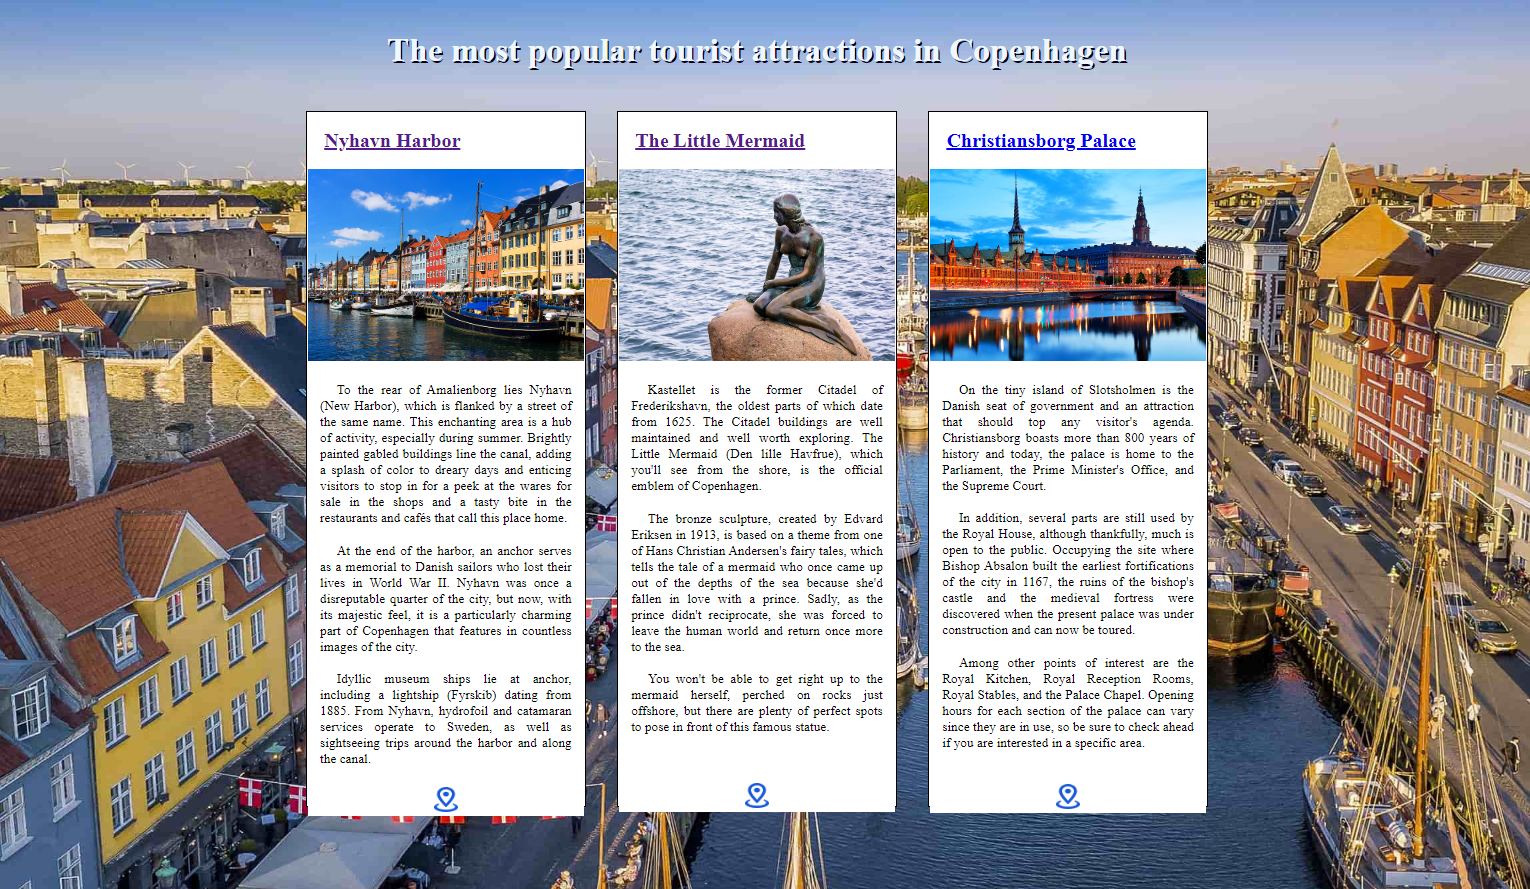 The most popular tourist attractions in Copenhagen
Nyhavn Harbor
To the rear of Amalienborg lies Nyhavn
(New Harbor), which is flanked by a street of
the same name. This enchanting area is a hub
of activity, especially during summer. Brightly
painted gabled buildings line the canal, adding
a splash of color to dreary days and enticing
visitors to stop in for a peek at the wares for
sale in the shops and a tasty bite in the
restaurants and cafés that call this place home.
At the end of the harbor, an anchor serves
as a memorial to Danish sailors who lost their
lives in World War II. Nyhavn was once a
disreputable quarter of the city, but now, with
its majestic feel, it is a particularly charming
part of Copenhagen that features in countless
images of the city.
Idyllic museum ships lie at anchor,
including a lightship (Fyrskib) dating from
1885. From Nyhavn, hydrofoil and catamaran
services operate to Sweden, as well as
sightseeing trips around the harbor and along
the canal.
The Little Mermaid
Kastellet is the former Citadel of
Frederikshavn, the oldest parts of which date
from 1625. The Citadel buildings are well
maintained and well worth exploring. The
Little Mermaid (Den lille Havfrue), which
you'll see from the shore, is the official
emblem of Copenhagen.
The bronze sculpture, created by Edvard
Eriksen in 1913, is based on a theme from one
of Hans Christian Andersen's fairy tales, which
tells the tale of a mermaid who once came up
out of the depths of the sea because she'd
fallen in love with a prince. Sadly, as the
prince didn't reciprocate, she was forced to
leave the human world and return once more
to the sea.
You won't be able to get right up to the
mermaid herself, perched on rocks just
offshore, but there are plenty of perfect spots
to pose in front of this famous statue.
Christiansborg Palace
On the tiny island of Slotsholmen is the
Danish seat of government and an attraction
that should top any visitor's agenda.
Christiansborg boasts more than 800 years of
history and today, the palace is home to the
Parliament, the Prime Minister's Office, and
the Supreme Court.
In addition, several parts are still used by
the Royal House, although thankfully, much is
open to the public. Occupying the site where
Bishop Absalon built the earliest fortifications
of the city in 1167, the ruins of the bishop's
castle and the medieval fortress were
discovered when the present palace was under
construction and can now be toured.
Among other points of interest are the
Royal Kitchen, Royal Reception Rooms,
Royal Stables, and the Palace Chapel. Opening
hours for each section of the palace can vary
since they are in use, so be sure to check ahead
if you are interested in a specific area.